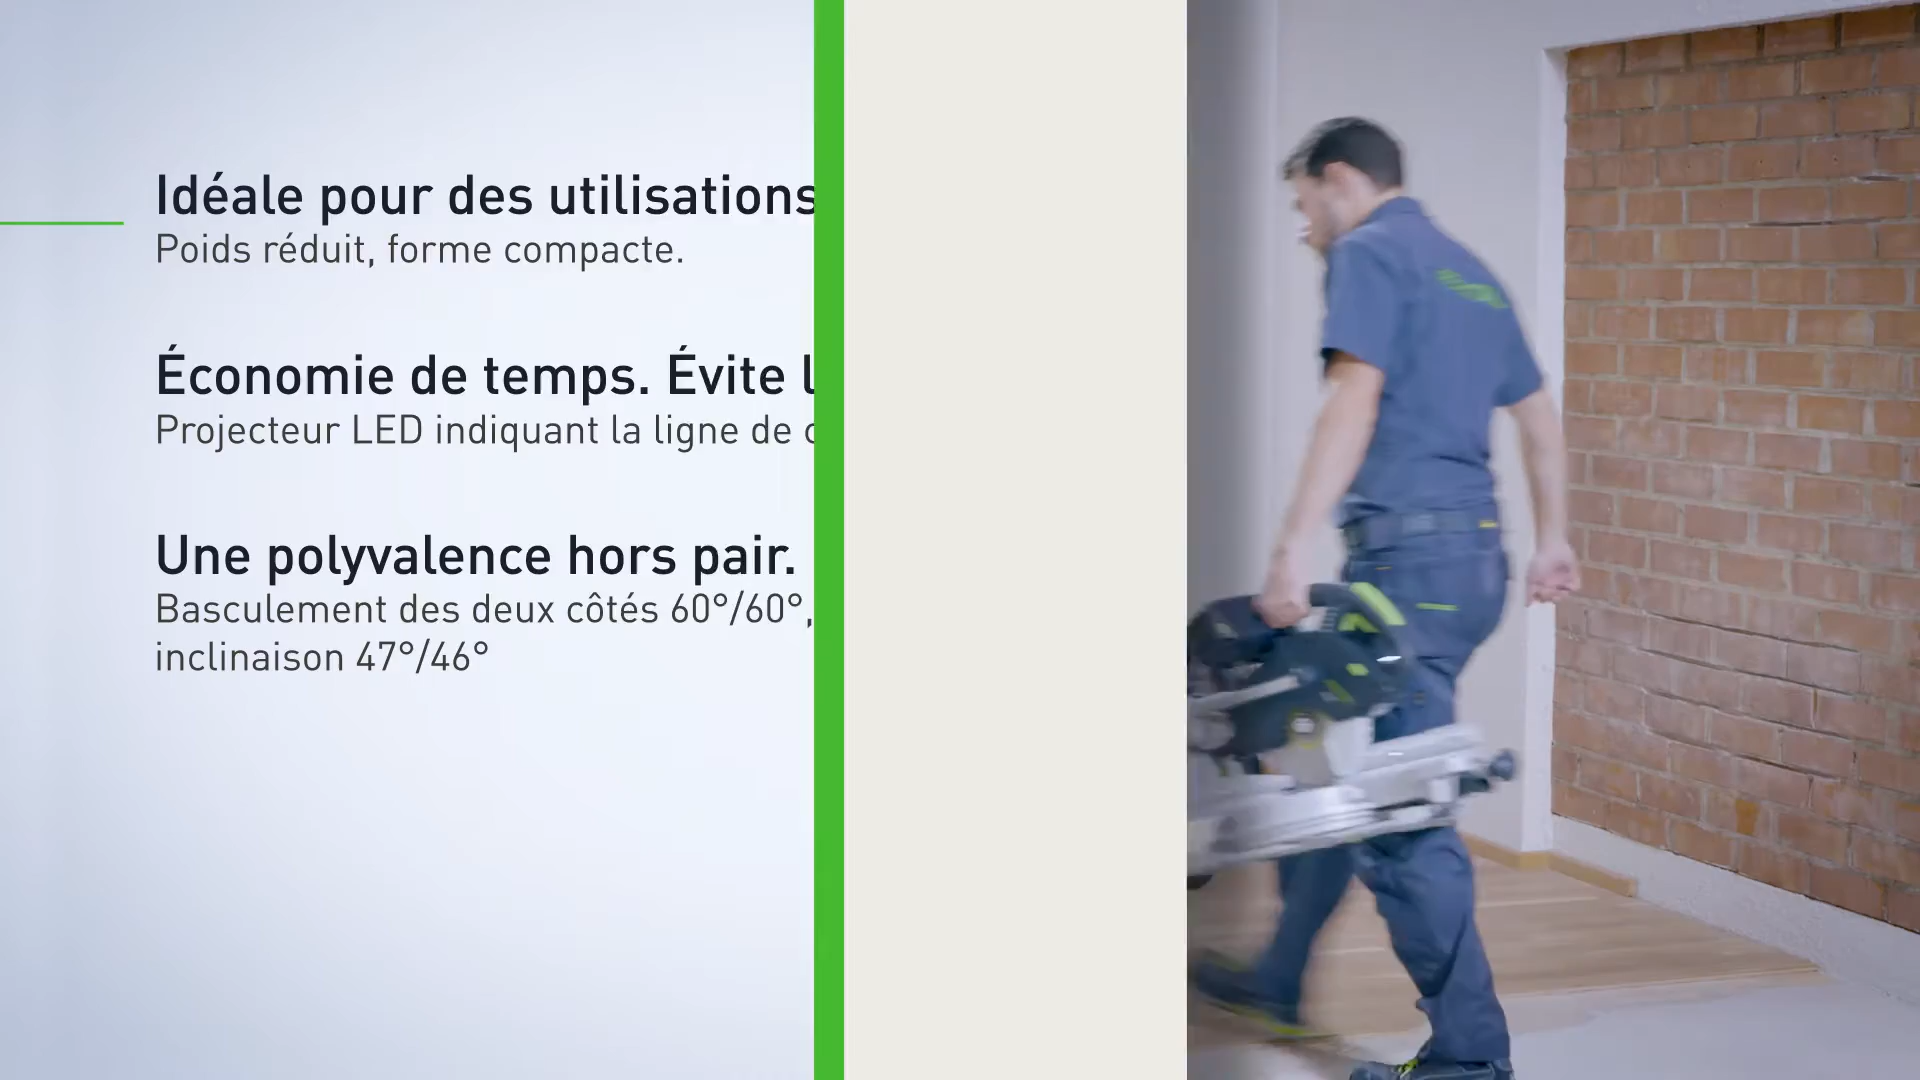 Idéale pour des utilisations
Poids réduit, forme compacte.
Économie de temps. Évite
Projecteur LED indiquant la ligne de
Une polyvalence hors pair.
Basculement des deux côtés 60°/60°,
inclinaison 47°/46°